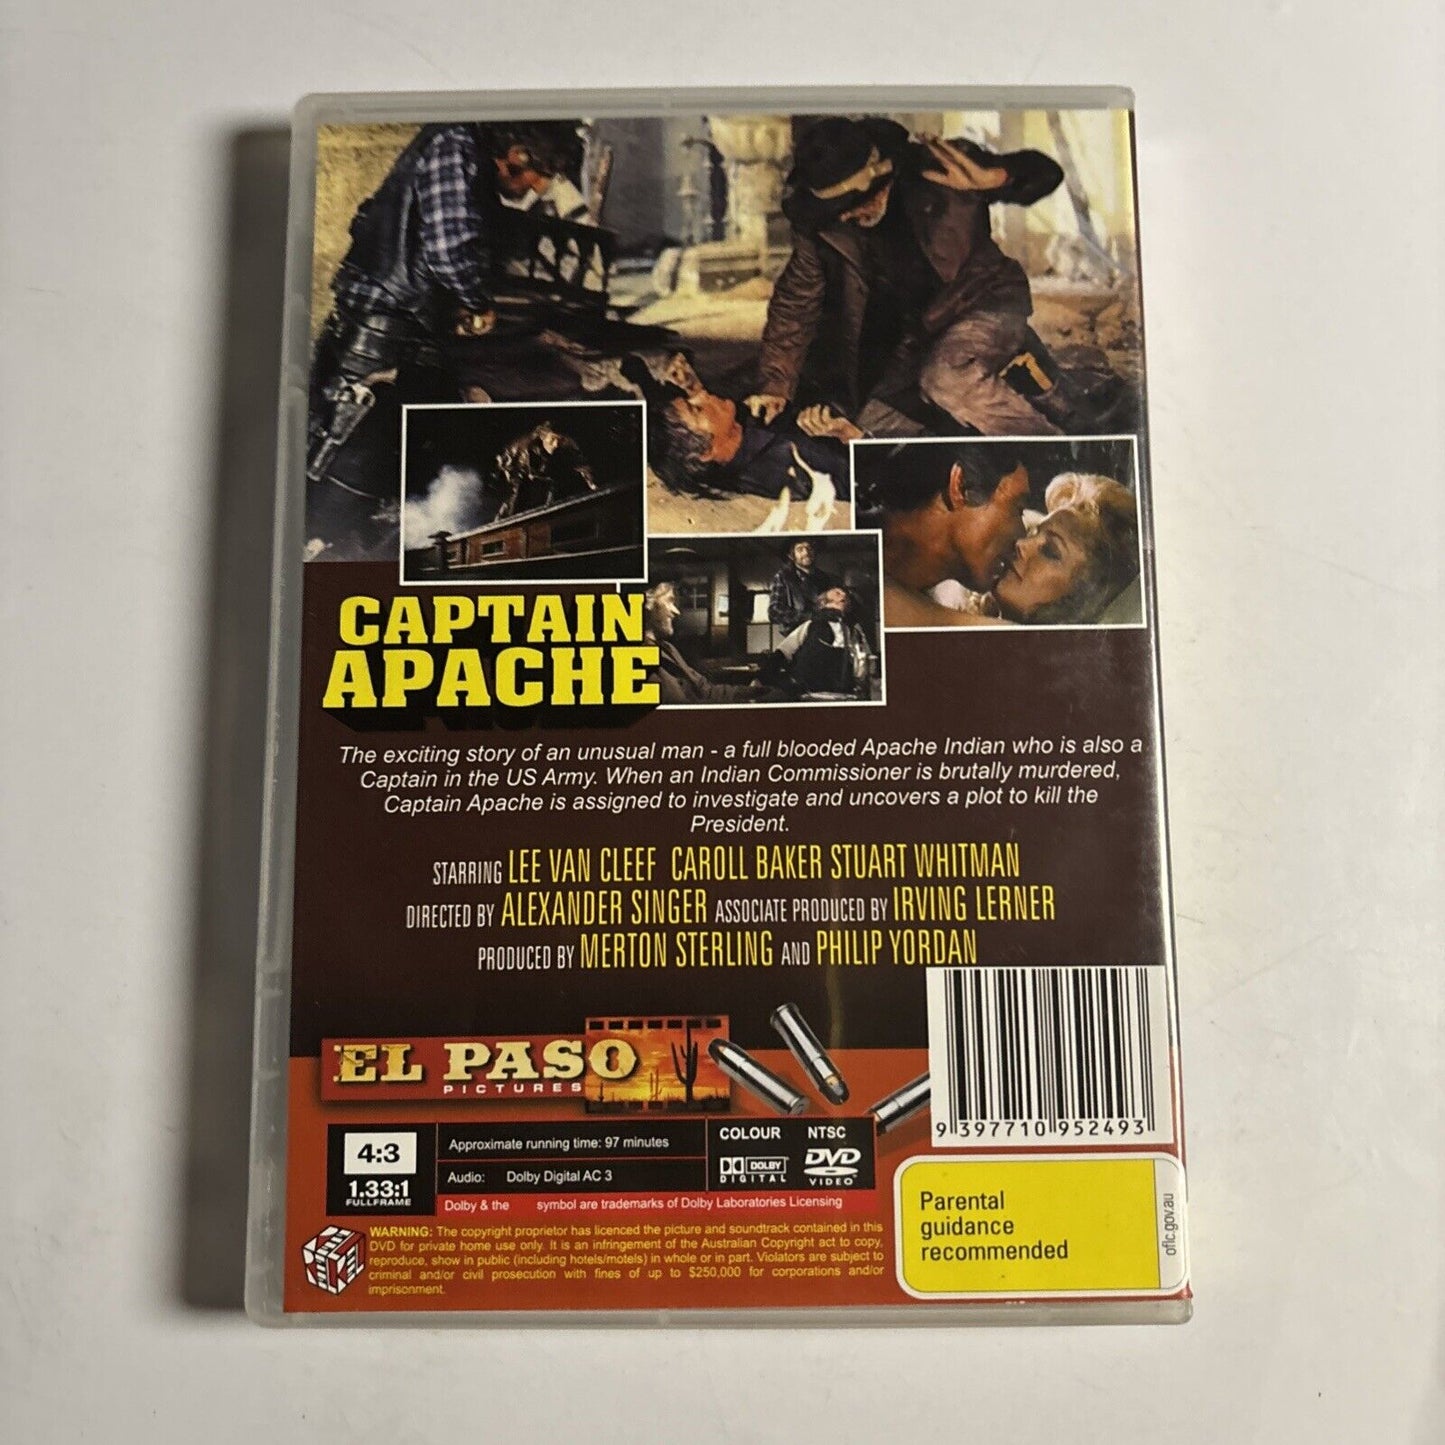 CAPTAIN
APACHE
The exciting story of an unusual man - a full blooded Apache Indian who is also a
Captain in the US Army. When an Indian Commissioner is brutally murdered,
Captain Apache is assigned to investigate and uncovers a plot to kill the
President.
STARRING LEE VAN CLEEF CAROLL BAKER STUART WHITMAN
DIRECTED BY ALEXANDER SINGER ASSOCIATE PRODUCED BY IRVING LERNER
PRODUCED BY MERTON STERLING AND PHILIP YORDAN
EL PASO
PICTURES
9 397710 952493
4:3
1.33:1
FULLFRAME
Approximate running time: 97 minutes
Audio: Dolby Digital AC 3
COLOUR NTSC
DOLBY
DIGITAL
DVD
VIDEO
Dolby & the symbol are trademarks of Dolby Laboratories Licensing
WARNING: The copyright proprietor has licenced the picture and soundtrack contained in this
DVD for private home use only. It is an infringement of the Australian Copyright act to copy,
reproduce, show in public (including hotels/motels) in whole or in part. Violators are subject to
criminal and/or civil prosecution with fines of up to $250,000 for corporations and/or
imprisonment.
Parental
guidance
recommended
oflc.gov.au